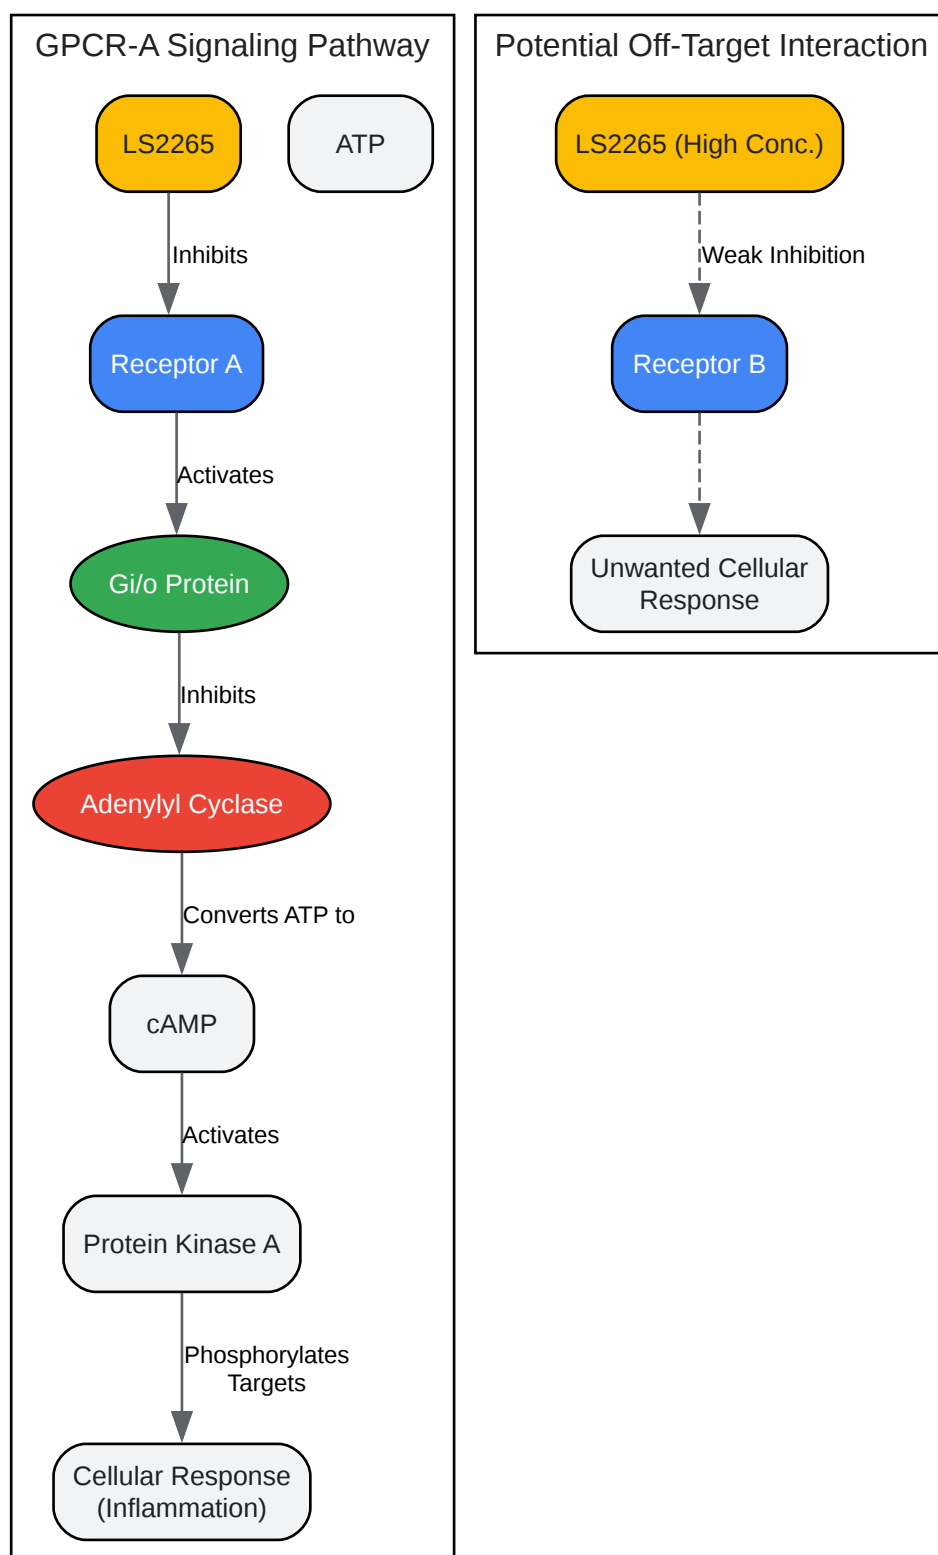 GPCR-A Signaling Pathway
LS2265
ATP
Inhibits
Receptor A
Activates
Gi/o Protein
Inhibits
Adenylyl Cyclase
Converts ATP to
cAMP
Activates
Protein Kinase A
Phosphorylates
Targets
Cellular Response
(Inflammation)
Potential Off-Target Interaction
LS2265 (High Conc.)
Weak Inhibition
Receptor B
Unwanted Cellular
Response